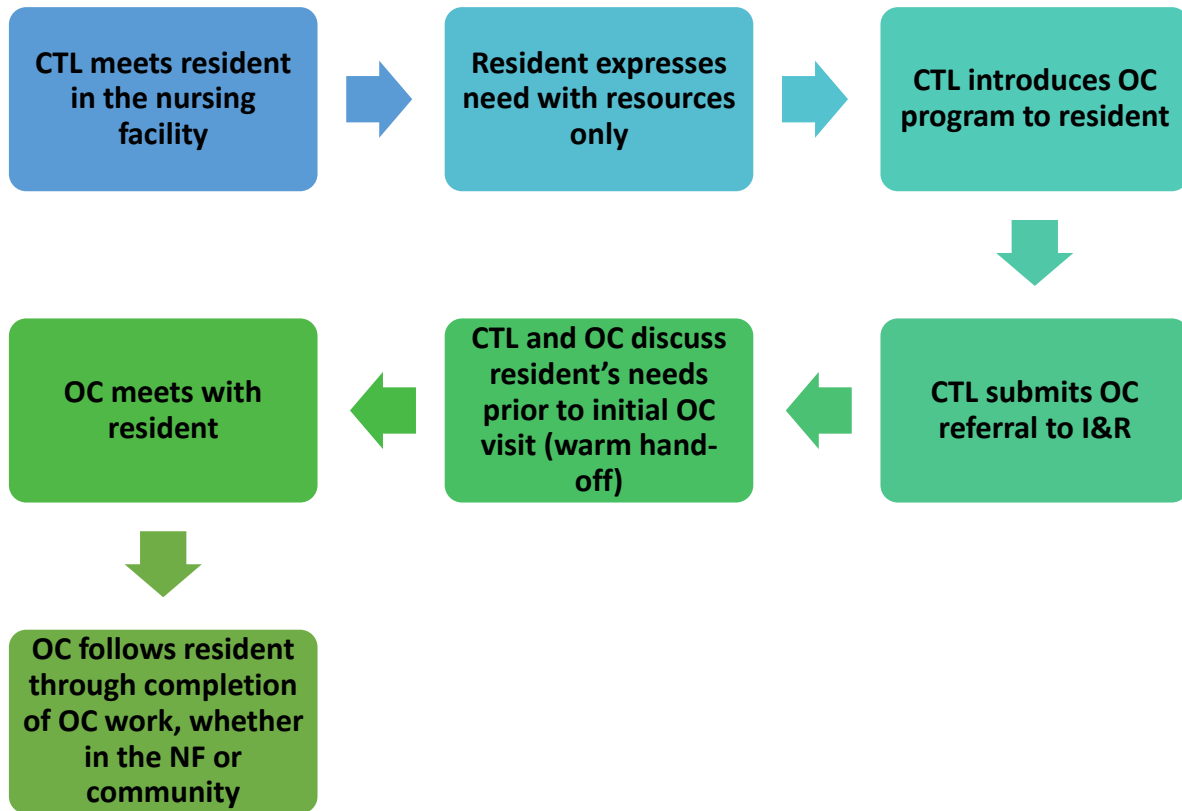 CTL meets resident
in the nursing
facility
Resident expresses
need with resources
only
CTL introduces OC
program to resident
CTL submits OC
referral to I&R
CTL and OC discuss
resident’s needs
prior to initial OC
visit (warm hand-
off)
OC meets with
resident
OC follows resident
through completion
of OC work, whether
in the NF or
community